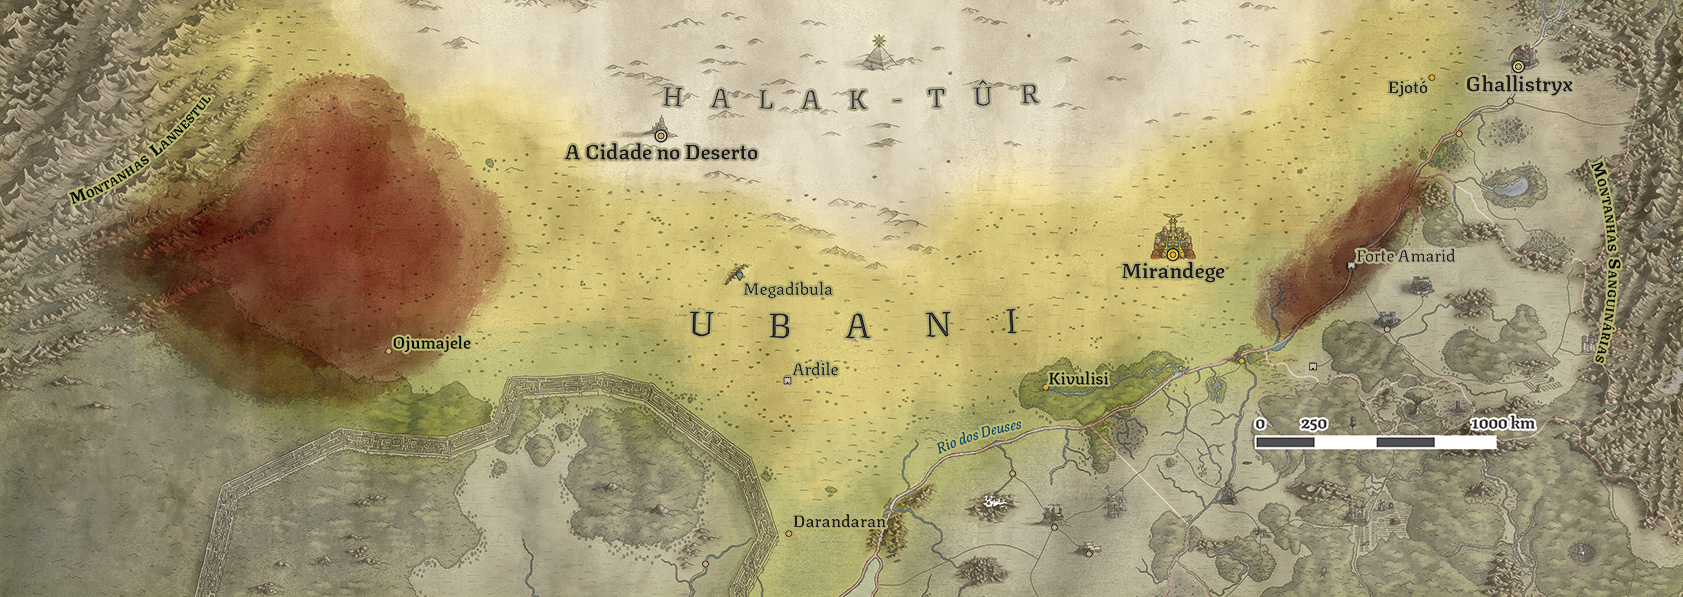 HALAK-TÛR
Ejotó
Ghallistryx
A Cidade no Deserto
MONTANHAS LANNESTUL
MONTANHAS SANGUINÁRIAS
Forte Amarid
Mirandege
Megadíbula
UBANI
Ojumajele
Ardile
Kivulisi
0 250 1000 km
Rio dos Deuses
Darandaran